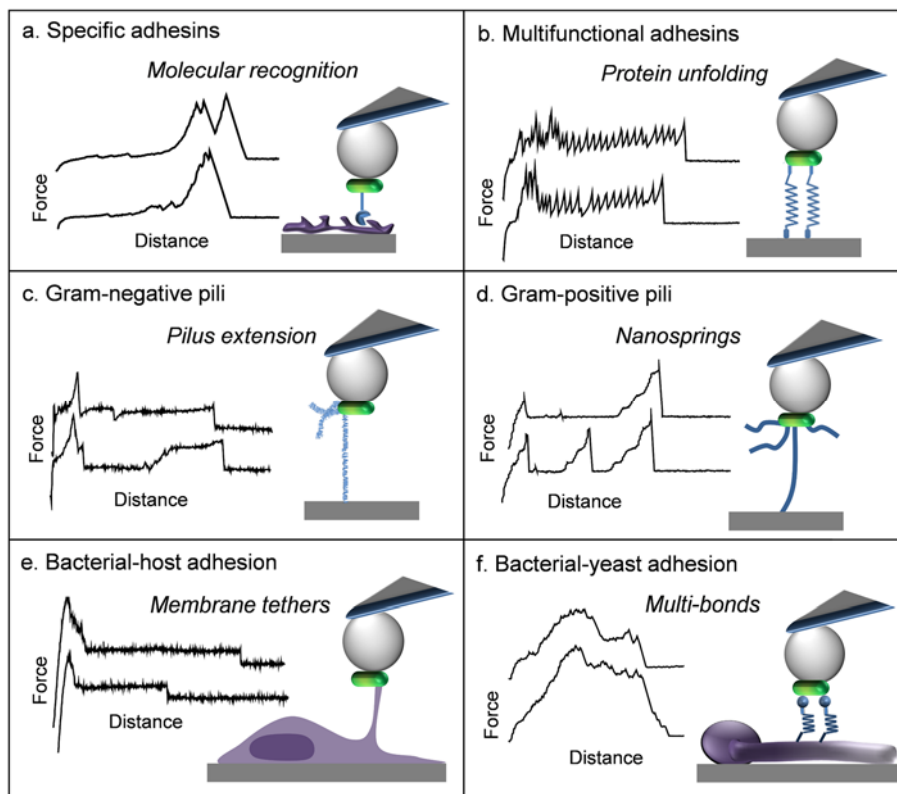 a. Specific adhesins
Molecular recognition
Force
Distance
b. Multifunctional adhesins
Protein unfolding
Force
Distance
c. Gram-negative pili
Pilus extension
Force
Distance
d. Gram-positive pili
Nanosprings
Force
Distance
e. Bacterial-host adhesion
Membrane tethers
Force
Distance
f. Bacterial-yeast adhesion
Multi-bonds
Force
Distance